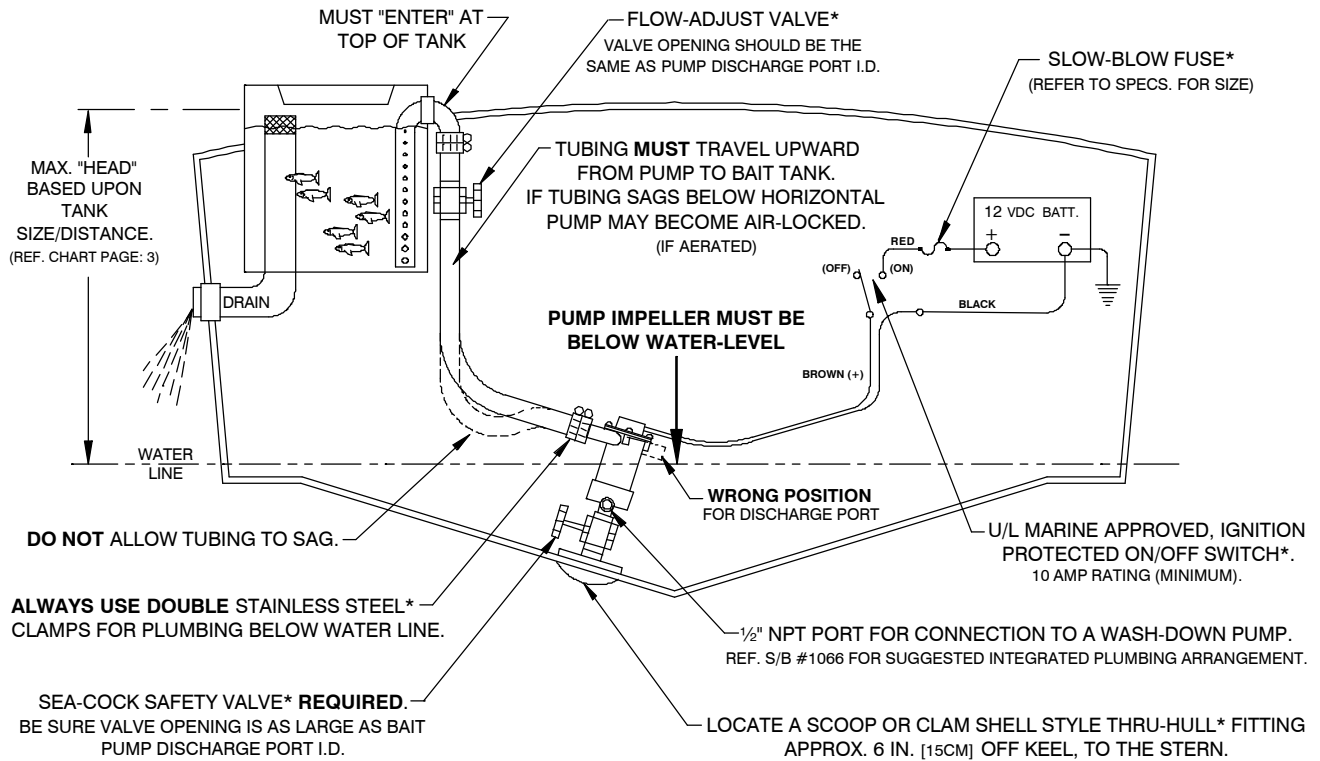 MUST "ENTER" AT
TOP OF TANK
FLOW-ADJUST VALVE*
VALVE OPENING SHOULD BE THE
SAME AS PUMP DISCHARGE PORT I.D.
SLOW-BLOW FUSE*
(REFER TO SPECS. FOR SIZE)
MAX. "HEAD"
BASED UPON
TANK
SIZE/DISTANCE.
(REF. CHART PAGE: 3)
TUBING MUST TRAVEL UPWARD
FROM PUMP TO BAIT TANK.
IF TUBING SAGS BELOW HORIZONTAL
PUMP MAY BECOME AIR-LOCKED.
(IF AERATED)
12 VDC BATT.
+
–
RED
(OFF)
(ON)
BLACK
DRAIN
PUMP IMPELLER MUST BE
BELOW WATER-LEVEL
BROWN (+)
WATER
LINE
WRONG POSITION
FOR DISCHARGE PORT
DO NOT ALLOW TUBING TO SAG.
U/L MARINE APPROVED, IGNITION
PROTECTED ON/OFF SWITCH*.
10 AMP RATING (MINIMUM).
ALWAYS USE DOUBLE STAINLESS STEEL*
CLAMPS FOR PLUMBING BELOW WATER LINE.
½" NPT PORT FOR CONNECTION TO A WASH-DOWN PUMP.
REF. S/B #1066 FOR SUGGESTED INTEGRATED PLUMBING ARRANGEMENT.
SEA-COCK SAFETY VALVE* REQUIRED.
BE SURE VALVE OPENING IS AS LARGE AS BAIT
PUMP DISCHARGE PORT I.D.
LOCATE A SCOOP OR CLAM SHELL STYLE THRU-HULL* FITTING
APPROX. 6 IN. [15CM] OFF KEEL, TO THE STERN.